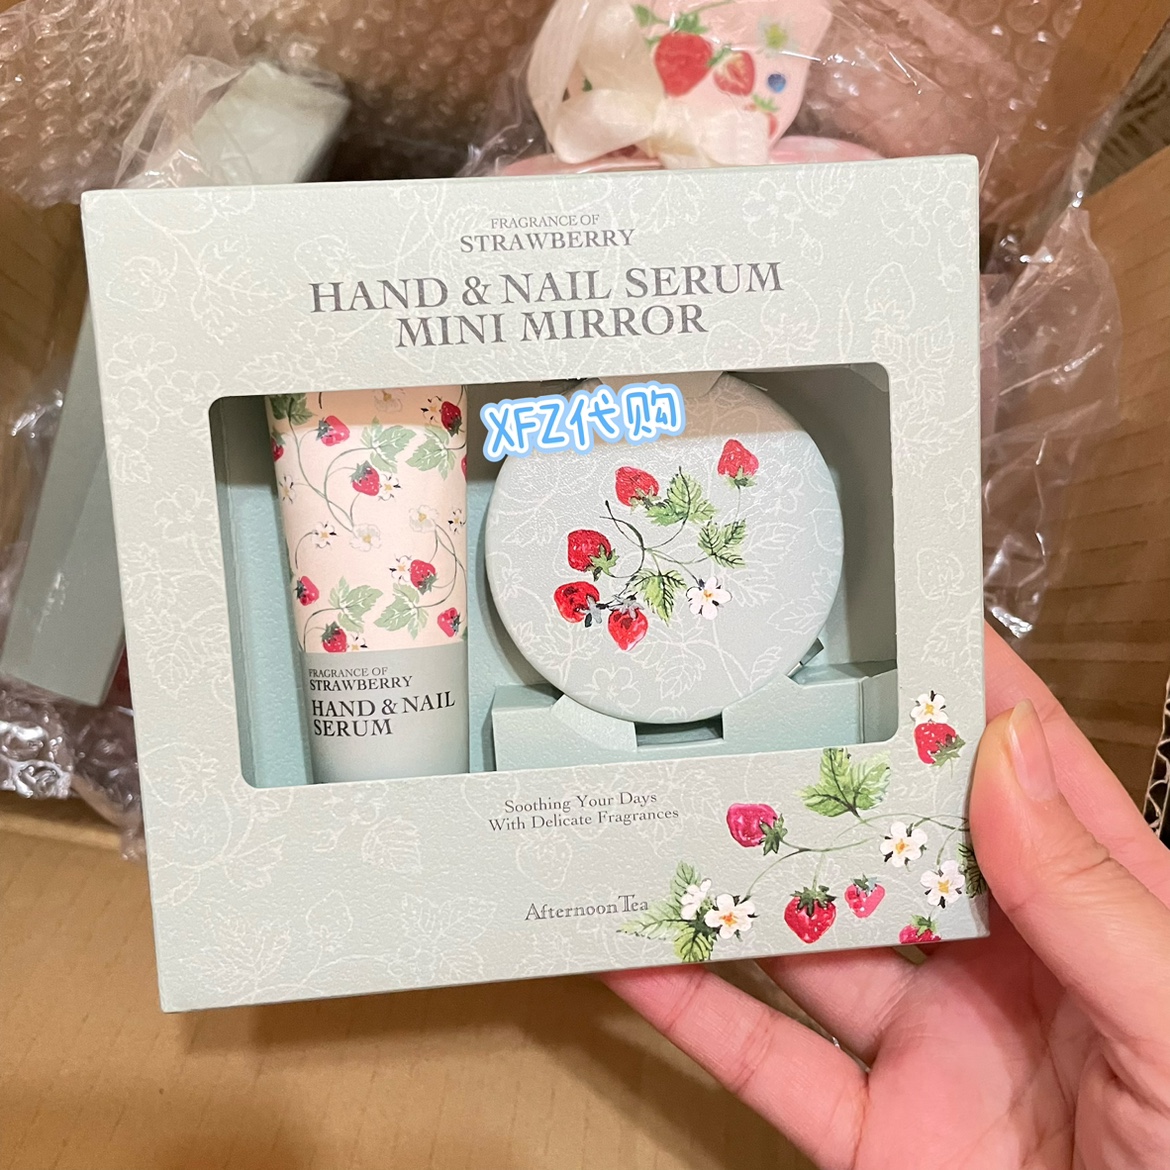 FRAGRANCE OF
STRAWBERRY
HAND & NAIL SERUM
MINI MIRROR
XFZ代购
FRAGRANCE OF
STRAWBERRY
HAND & NAIL
SERUM
Soothing Your Days
With Delicate Fragrances
AfternoonTea